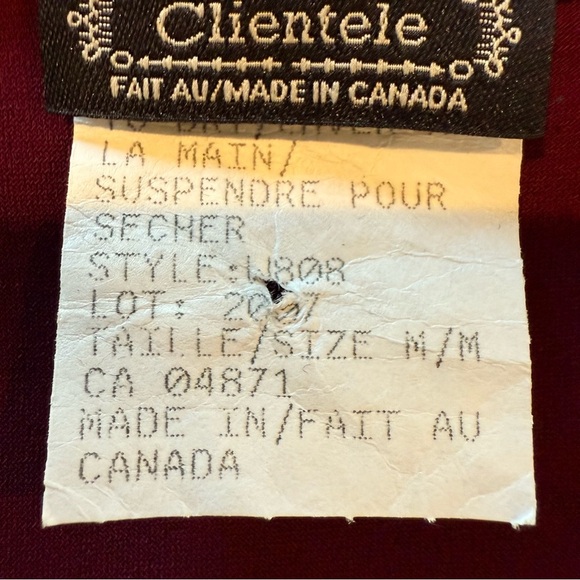 Clientele
FAIT AU/MADE IN CANADA
LA MAIN/
SUSPENDRE POUR
SECHER
STYLE:W808
LOT:
TAILLE/SIZE M/M
CA 04871
MADE IN/FAIT AU
CANADA